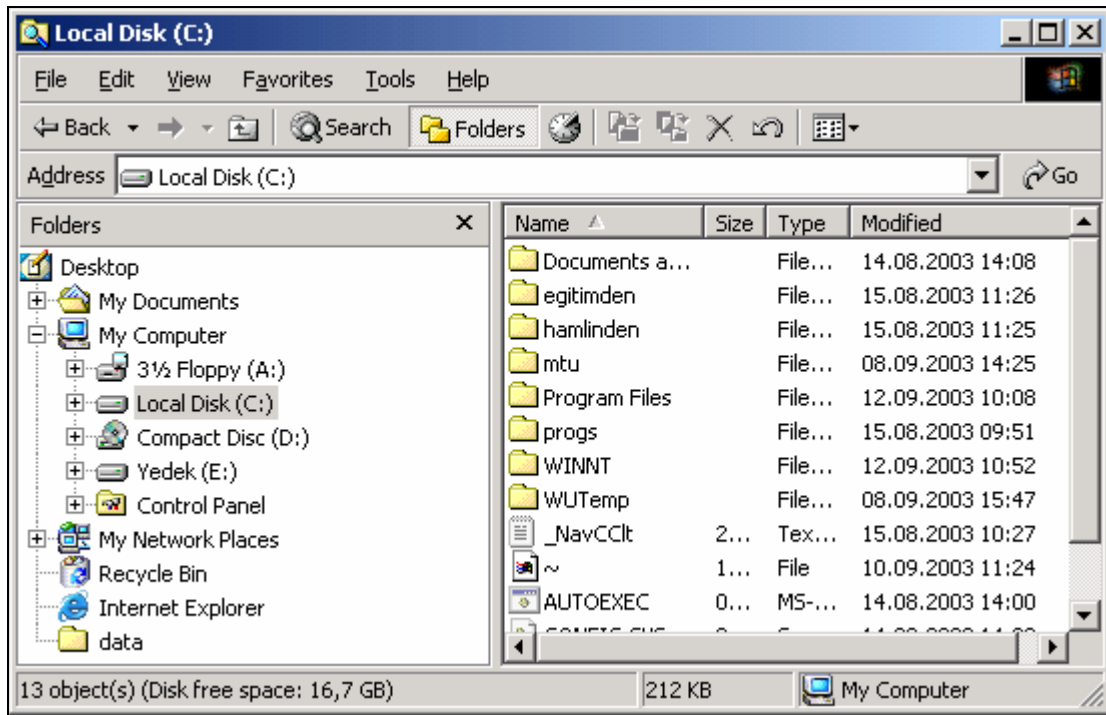 Local Disk (C:)
File Edit View Favorites Tools Help
Back Search Folders
Address Local Disk (C:) Go
Folders
Desktop
My Documents
My Computer
3½ Floppy (A:)
Local Disk (C:)
Compact Disc (D:)
Yedek (E:)
Control Panel
My Network Places
Recycle Bin
Internet Explorer
data
Name Size Type Modified
Documents a... File... 14.08.2003 14:08
egitimden File... 15.08.2003 11:26
hamlinden File... 15.08.2003 11:25
mtu File... 08.09.2003 14:25
Program Files File... 12.09.2003 10:08
progs File... 15.08.2003 09:51
WINNT File... 12.09.2003 10:52
WUTemp File... 08.09.2003 15:47
_NavCClt 2... Tex... 15.08.2003 10:27
~ 1... File 10.09.2003 11:24
AUTOEXEC 0... MS-... 14.08.2003 14:00
13 object(s) (Disk free space: 16,7 GB) 212 KB My Computer